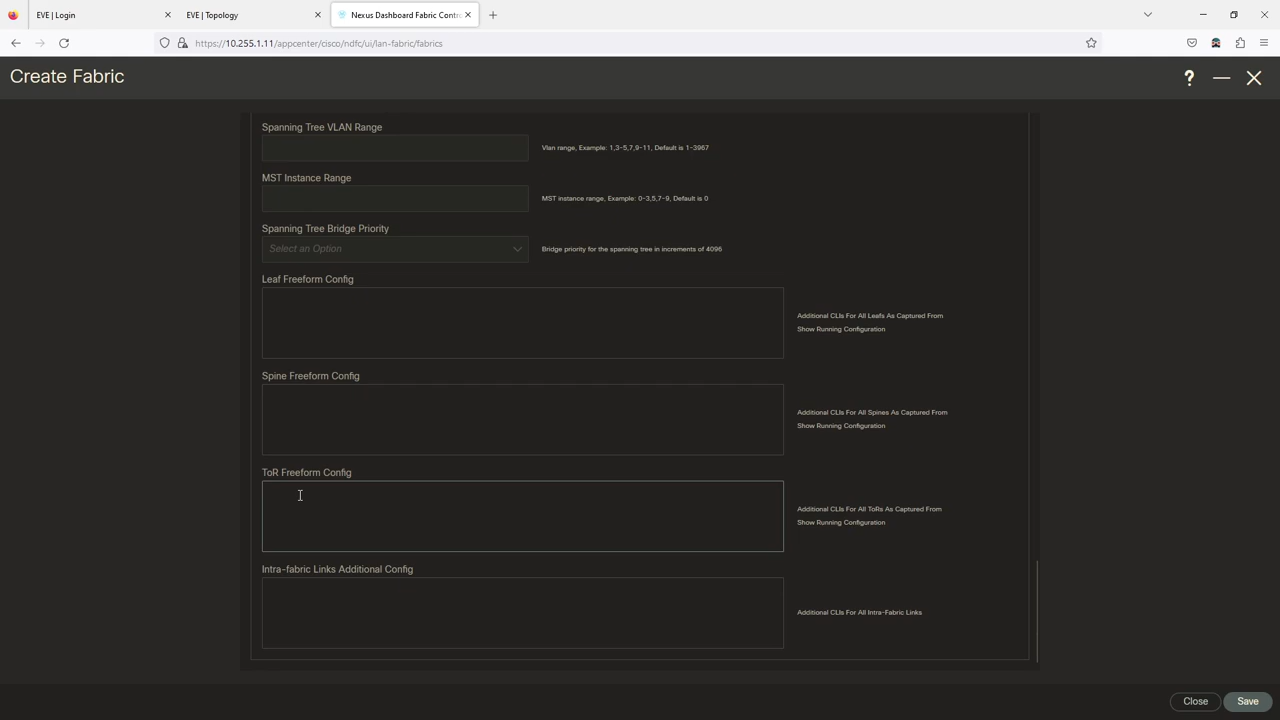 EVE | Login
EVE | Topology
Nexus Dashboard Fabric Contr
https://10.255.1.11/appcenter/cisco/ndfc/ui/lan-fabric/fabrics
Create Fabric
?
Spanning Tree VLAN Range
Vlan range, Example: 1,3-5,7,9-11, Default is 1-3967
MST Instance Range
MST instance range, Example: 0-3,5,7-9, Default is 0
Spanning Tree Bridge Priority
Select an Option
Bridge priority for the spanning tree in increments of 4096
Leaf Freeform Config
Additional CLIs For All Leafs As Captured From
Show Running Configuration
Spine Freeform Config
Additional CLIs For All Spines As Captured From
Show Running Configuration
ToR Freeform Config
Additional CLIs For All ToRs As Captured From
Show Running Configuration
Intra-fabric Links Additional Config
Additional CLIs For All Intra-Fabric Links
Close
Save